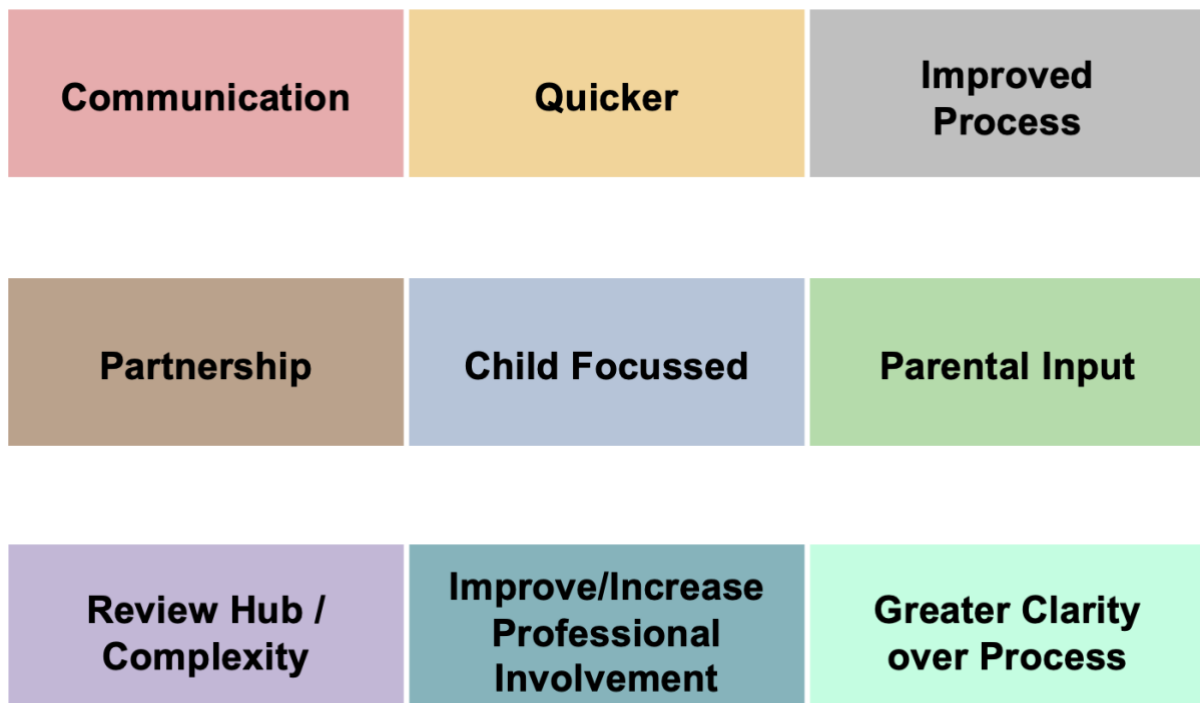 Communication
Quicker
Improved
Process
Partnership
Child Focussed
Parental Input
Review Hub /
Complexity
Improve/Increase
Professional
Involvement
Greater Clarity
over Process